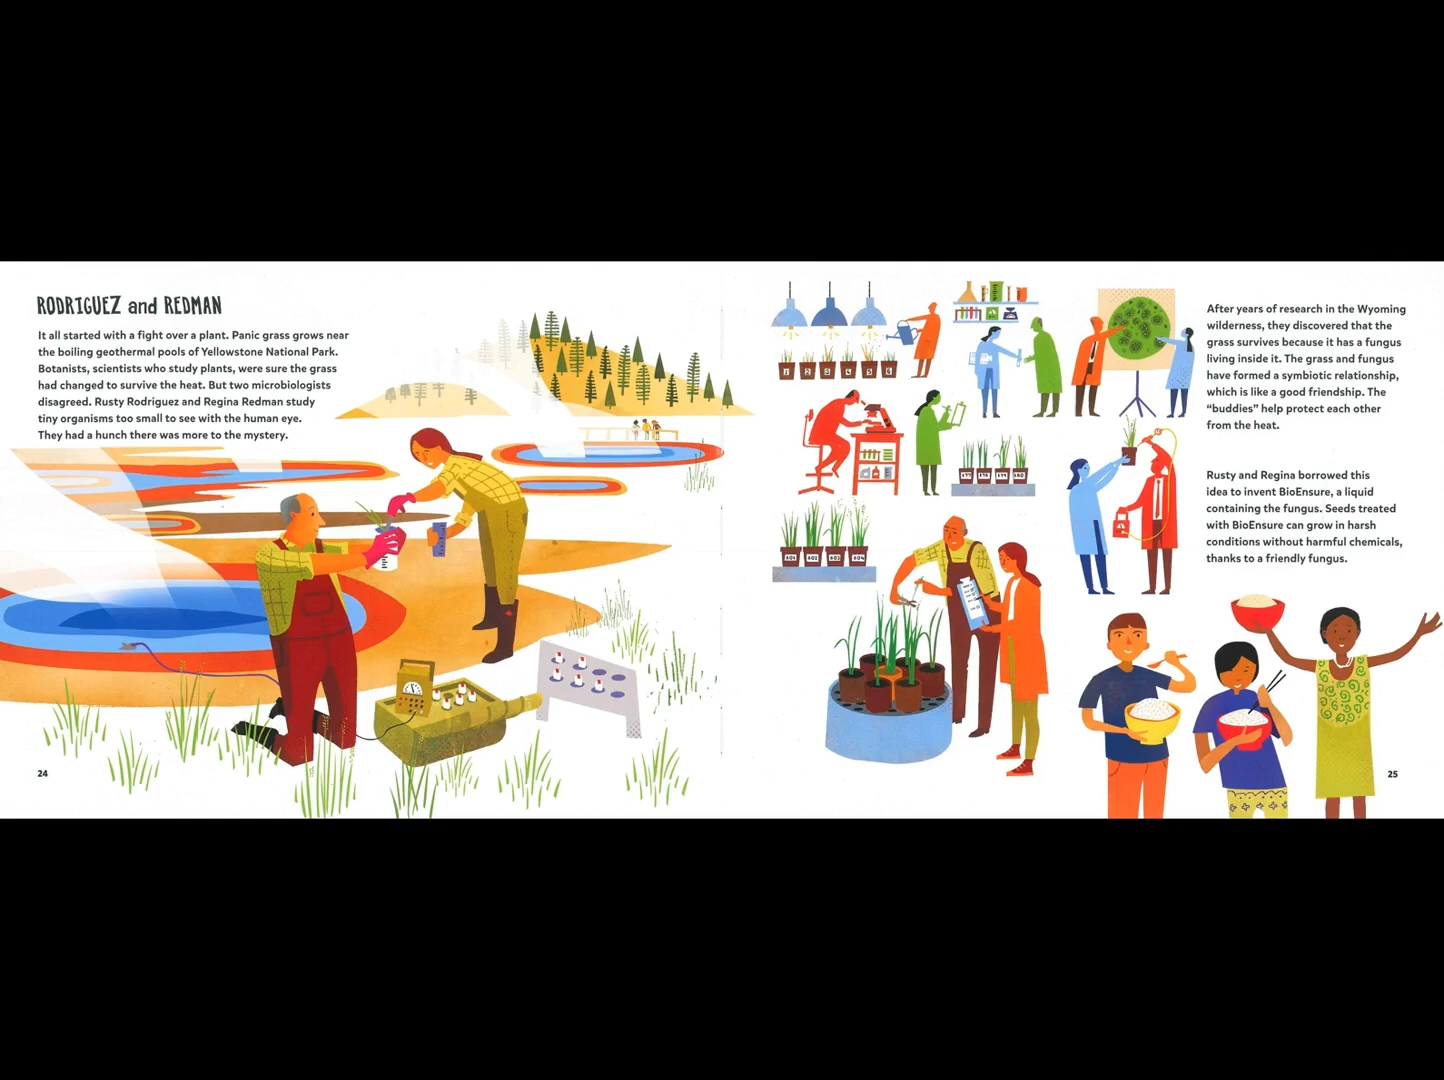 RODRIGUEZ and REDMAN
It all started with a fight over a plant. Panic grass grows near
the boiling geothermal pools of Yellowstone National Park.
Botanists, scientists who study plants, were sure the grass
had changed to survive the heat. But two microbiologists
disagreed. Rusty Rodriguez and Regina Redman study
tiny organisms too small to see with the human eye.
They had a hunch there was more to the mystery.
24
After years of research in the Wyoming
wilderness, they discovered that the
grass survives because it has a fungus
living inside it. The grass and fungus
have formed a symbiotic relationship,
which is like a good friendship. The
“buddies” help protect each other
from the heat.
Rusty and Regina borrowed this
idea to invent BioEnsure, a liquid
containing the fungus. Seeds treated
with BioEnsure can grow in harsh
conditions without harmful chemicals,
thanks to a friendly fungus.
25